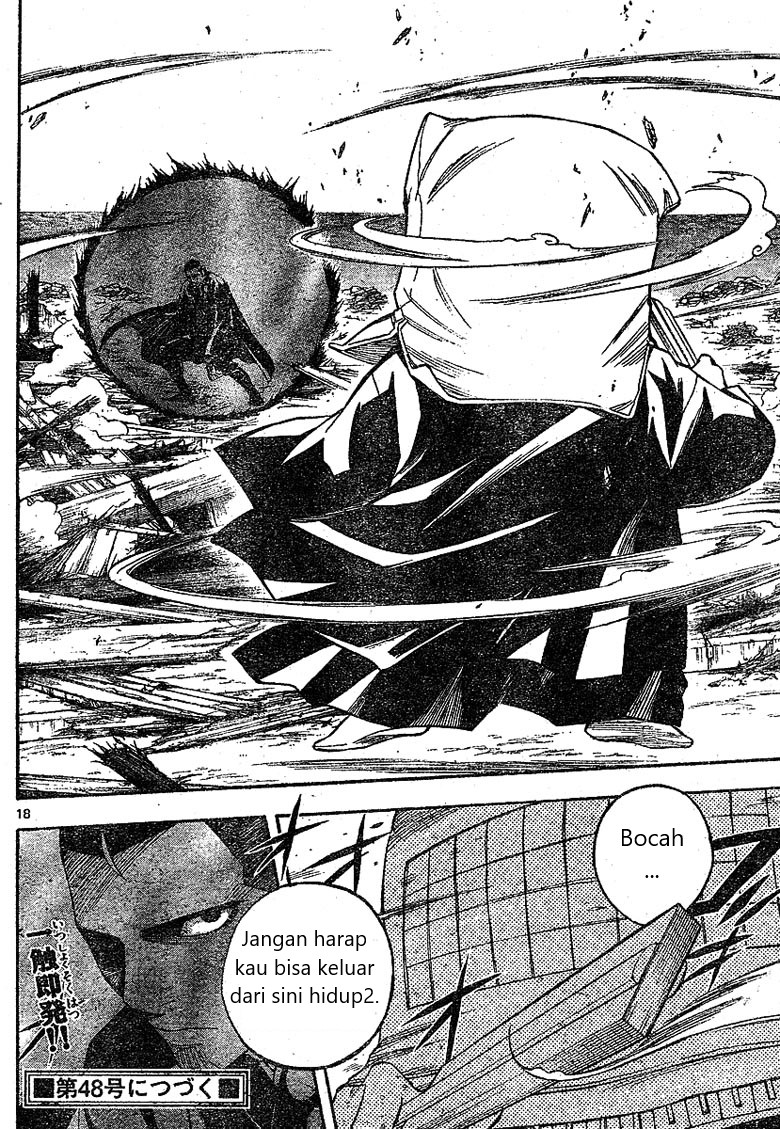 18
Bocah
...
Jangan harap
kau bisa keluar
dari sini hidup2.
一触即発!!
いっしょくそくはつ
■第48号につづく■